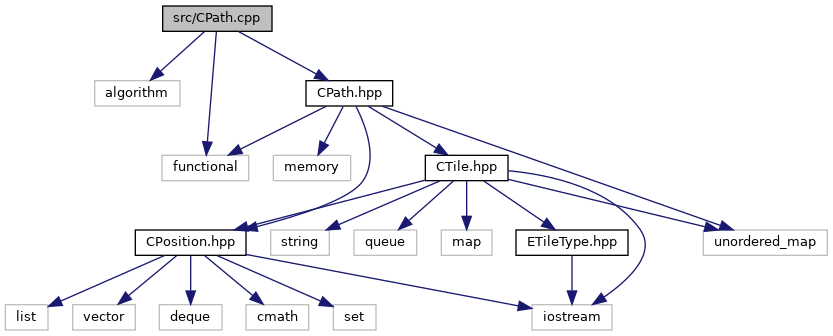 src/CPath.cpp
algorithm
CPath.hpp
functional
memory
CTile.hpp
CPosition.hpp
string
queue
map
ETileType.hpp
unordered_map
list
vector
deque
cmath
set
iostream